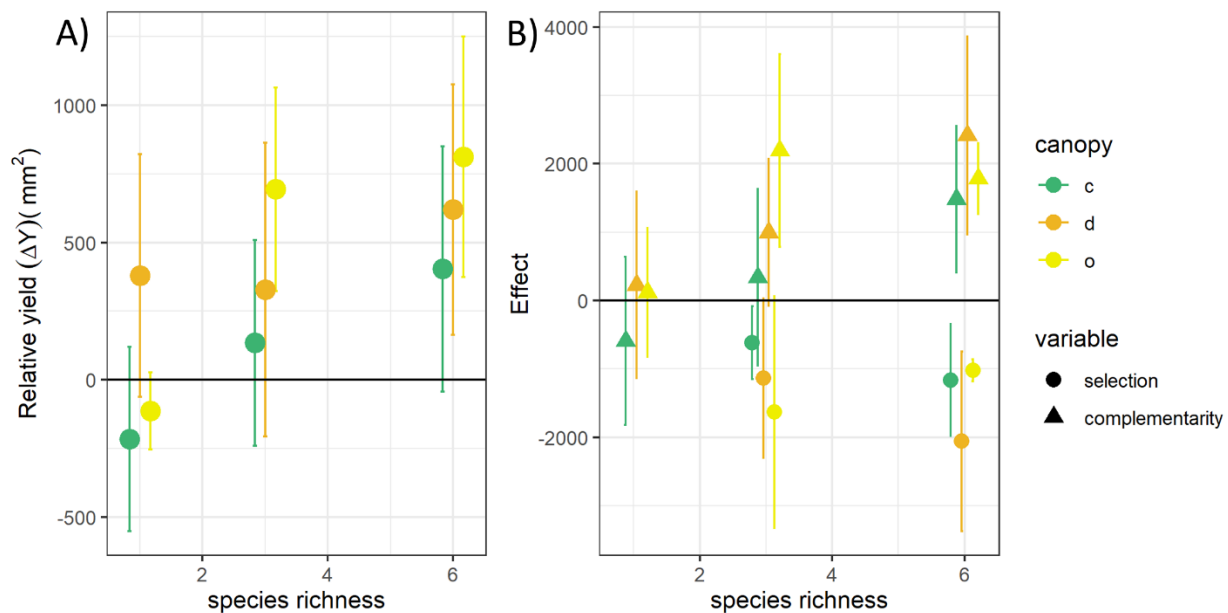 A)
1000
500
0
-500
2
4
6
species richness
Relative yield (ΔY)( mm²)
B)
4000
2000
0
-2000
2
4
6
species richness
Effect
canopy
c
d
o
variable
selection
complementarity